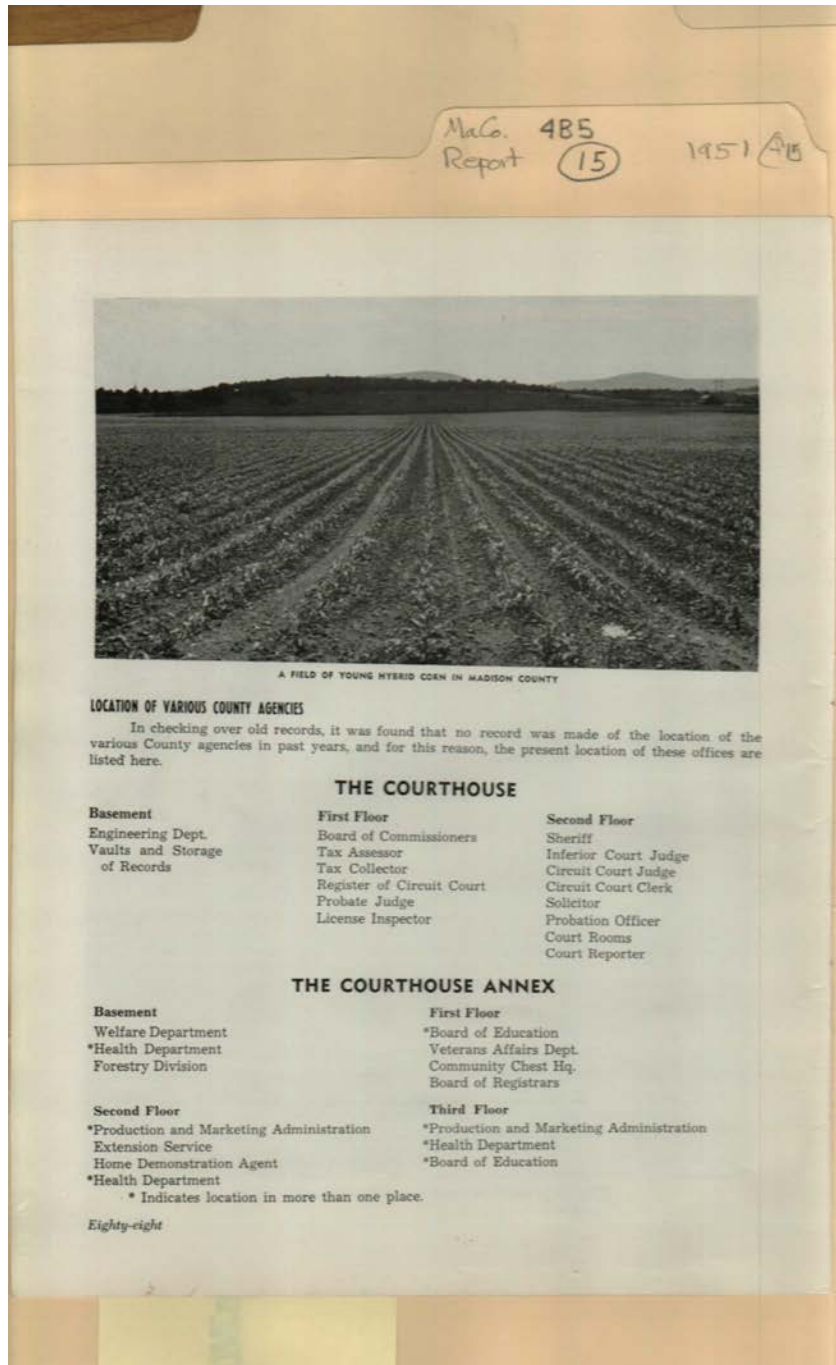 MaCo. 485
Report 15 1951
A FIELD OF YOUNG HYBRID CORN IN MADISON COUNTY
LOCATION OF VARIOUS COUNTY AGENCIES
In checking over old records, it was found that no record was made of the location of the
various County agencies in past years, and for this reason, the present location of these offices are
listed here.
THE COURTHOUSE
Basement
Engineering Dept.
Vaults and Storage
of Records
First Floor
Board of Commissioners
Tax Assessor
Tax Collector
Register of Circuit Court
Probate Judge
License Inspector
Second Floor
Sheriff
Inferior Court Judge
Circuit Court Judge
Circuit Court Clerk
Solicitor
Probation Officer
Court Rooms
Court Reporter
THE COURTHOUSE ANNEX
Basement
Welfare Department
*Health Department
Forestry Division
First Floor
*Board of Education
Veterans Affairs Dept.
Community Chest Hq.
Board of Registrars
Second Floor
*Production and Marketing Administration
Extension Service
Home Demonstration Agent
*Health Department
Third Floor
*Production and Marketing Administration
*Health Department
*Board of Education
* Indicates location in more than one place.
Eighty-eight